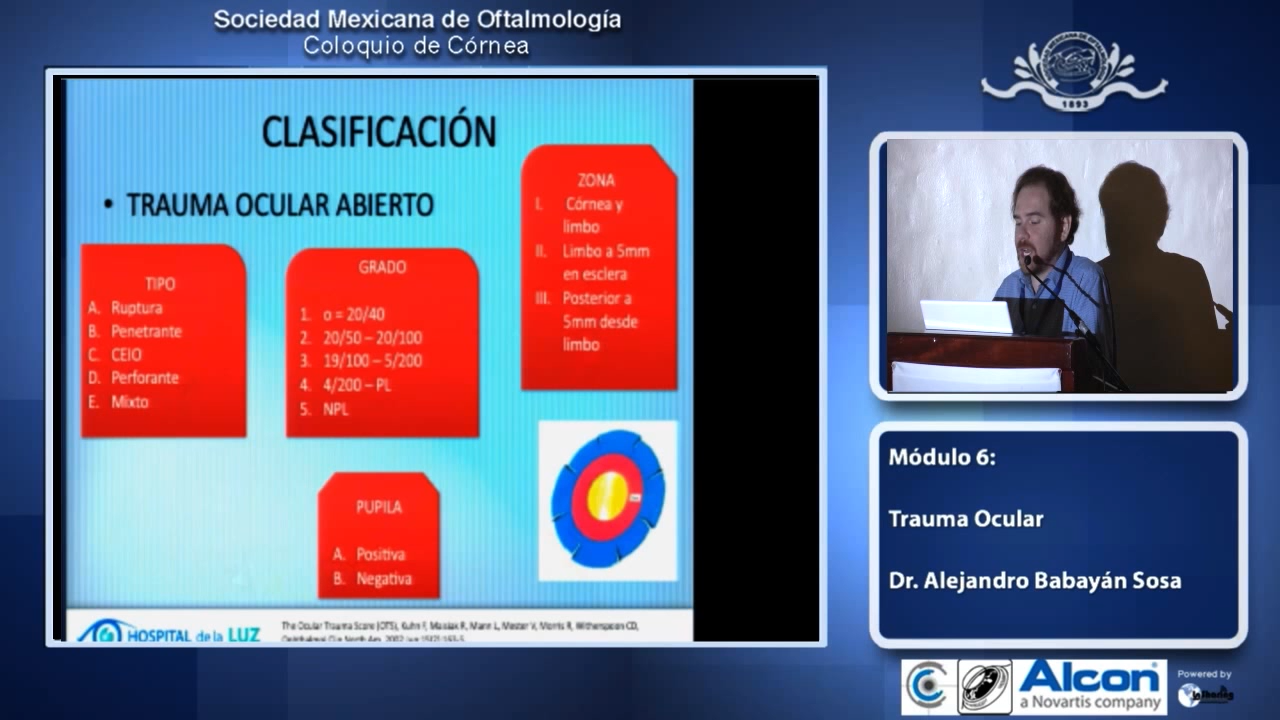 Sociedad Mexicana de Oftalmología
Coloquio de Córnea
CLASIFICACIÓN
• TRAUMA OCULAR ABIERTO
TIPO
A. Ruptura
B. Penetrante
C. CEIO
D. Perforante
E. Mixto
GRADO
1. o = 20/40
2. 20/50 – 20/100
3. 19/100 – 5/200
4. 4/200 – PL
5. NPL
ZONA
I. Córnea y
limbo
II. Limbo a 5mm
en esclera
III. Posterior a
5mm desde
limbo
PUPILA
A. Positiva
B. Negativa
HOSPITAL de la LUZ
The Ocular Trauma Score (OTS), Kuhn F, Maisiak R, Mann L, Mester V, Morris R, Witherspoon CD,
1893
Módulo 6:
Trauma Ocular
Dr. Alejandro Babayán Sosa
Alcon
a Novartis company
Powered by